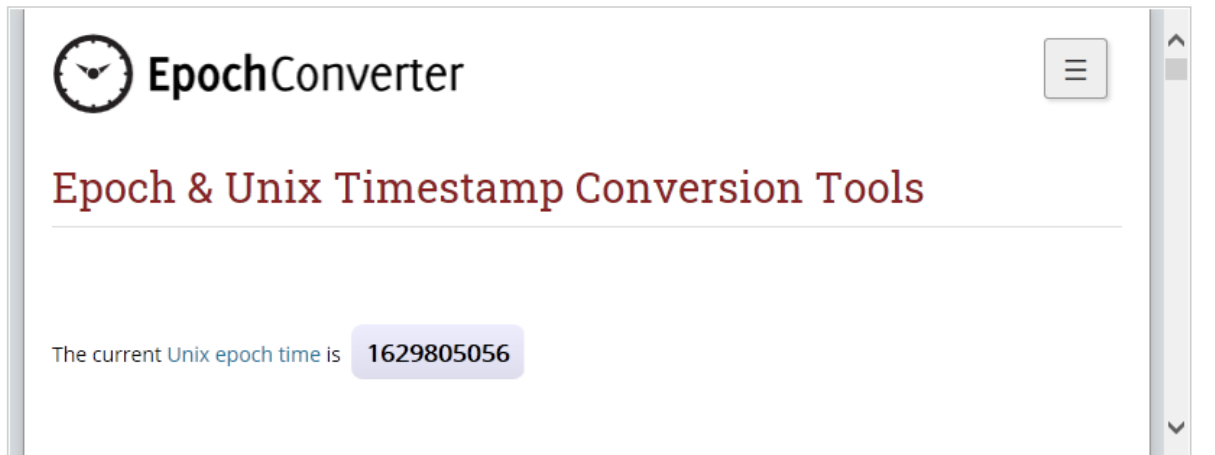 EpochConverter
Epoch & Unix Timestamp Conversion Tools
The current Unix epoch time is 1629805056